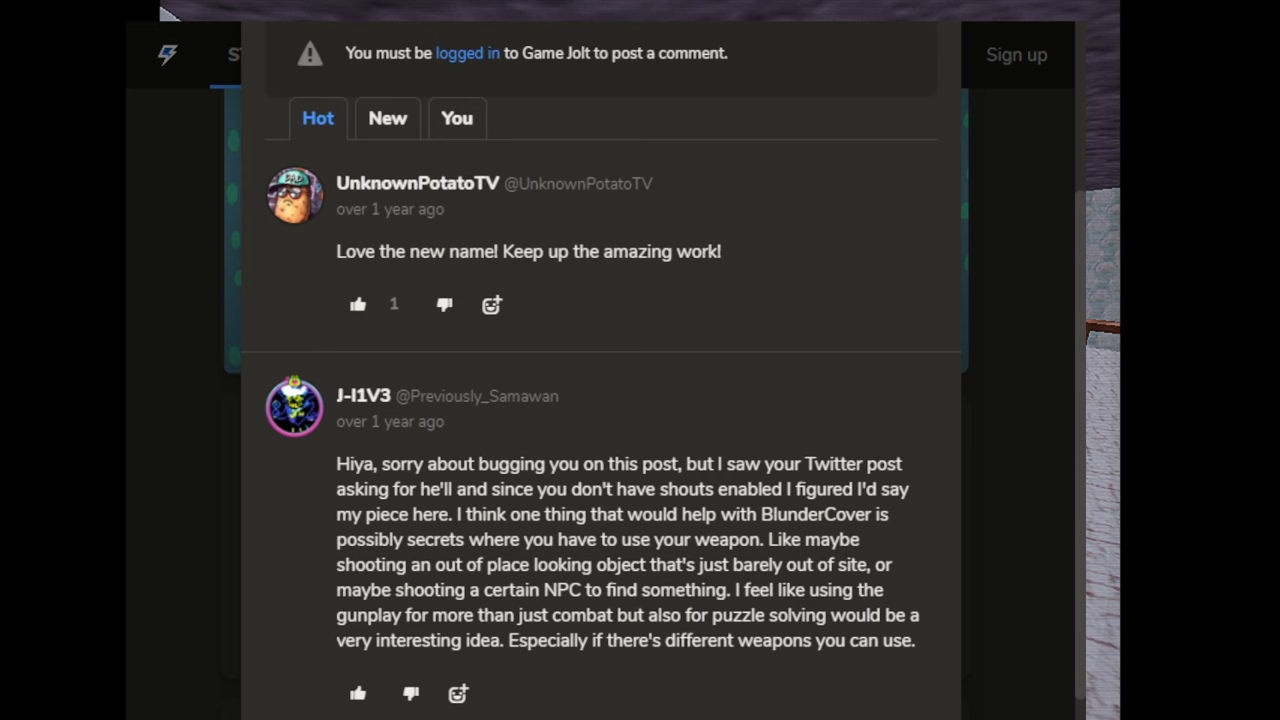 You must be logged in to Game Jolt to post a comment.
S
Sign up
Hot New You
UnknownPotatoTV @UnknownPotatoTV
over 1 year ago
Love the new name! Keep up the amazing work!
1
J-I1V3 @Previously_Samawan
over 1 year ago
Hiya, sorry about bugging you on this post, but I saw your Twitter post
asking for he'll and since you don't have shouts enabled I figured I'd say
my piece here. I think one thing that would help with BlunderCover is
possibly secrets where you have to use your weapon. Like maybe
shooting an out of place looking object that's just barely out of site, or
maybe shooting a certain NPC to find something. I feel like using the
gunplay for more than just combat but also for puzzle solving would be a
very interesting idea. Especially if there's different weapons you can use.